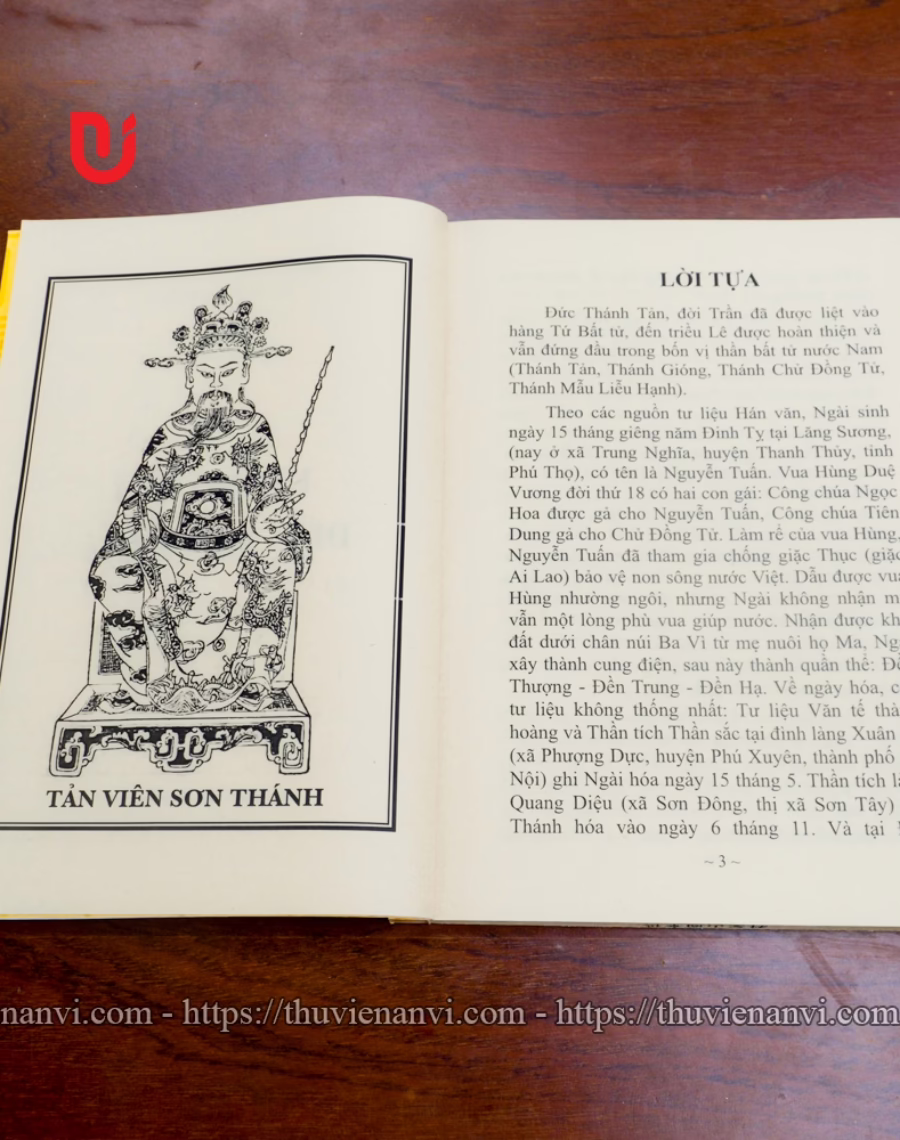 TẢN VIÊN SƠN THÁNH
LỜI TỰA
Đức Thánh Tản, đời Trần đã được liệt vào
hàng Tứ Bất tử, đến triều Lê được hoàn thiện và
vẫn đứng đầu trong bốn vị thần bất tử nước Nam
(Thánh Tản, Thánh Gióng, Thánh Chử Đồng Tử,
Thánh Mẫu Liễu Hạnh).
Theo các nguồn tư liệu Hán văn, Ngài sinh
ngày 15 tháng giêng năm Đinh Tỵ tại Lăng Sương,
(nay ở xã Trung Nghĩa, huyện Thanh Thủy, tỉnh
Phú Thọ), có tên là Nguyễn Tuấn. Vua Hùng Duệ
Vương đời thứ 18 có hai con gái: Công chúa Ngọc
Hoa được gả cho Nguyễn Tuấn, Công chúa Tiên
Dung gả cho Chử Đồng Tử. Làm rể của vua Hùng,
Nguyễn Tuấn đã tham gia chống giặc Thục (giặc
Ai Lao) bảo vệ non sông nước Việt. Dẫu được vua
Hùng nhường ngôi, nhưng Ngài không nhận m
vẫn một lòng phù vua giúp nước. Nhận được kh
đất dưới chân núi Ba Vì từ mẹ nuôi họ Ma, Ng
xây thành cung điện, sau này thành quần thể: Đề
Thượng - Đền Trung - Đền Hạ. Về ngày hóa, c
tư liệu không thống nhất: Tư liệu Văn tế thà
hoàng và Thần tích Thần sắc tại đình làng Xuân
(xã Phượng Dực, huyện Phú Xuyên, thành phố
Nội) ghi Ngài hóa ngày 15 tháng 5. Thần tích là
Quang Diệu (xã Sơn Đông, thị xã Sơn Tây)
Thánh hóa vào ngày 6 tháng 11. Và tại
~ 3 ~
nanvi.com - https://thuvienanvi.com - https://thuvienanvi.com